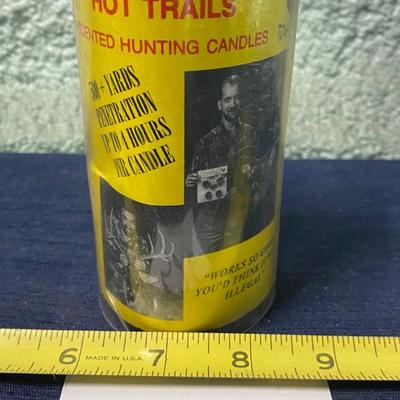 HOT TRAILS
SCENTED HUNTING CANDLES
YARDS
PENETRATION
UP TO 4 HOURS
PER CANDLE
"WORKS SO
YOU'D THINK IT
ILLEGAL
6 MADE IN U.S.A. 7 8 9